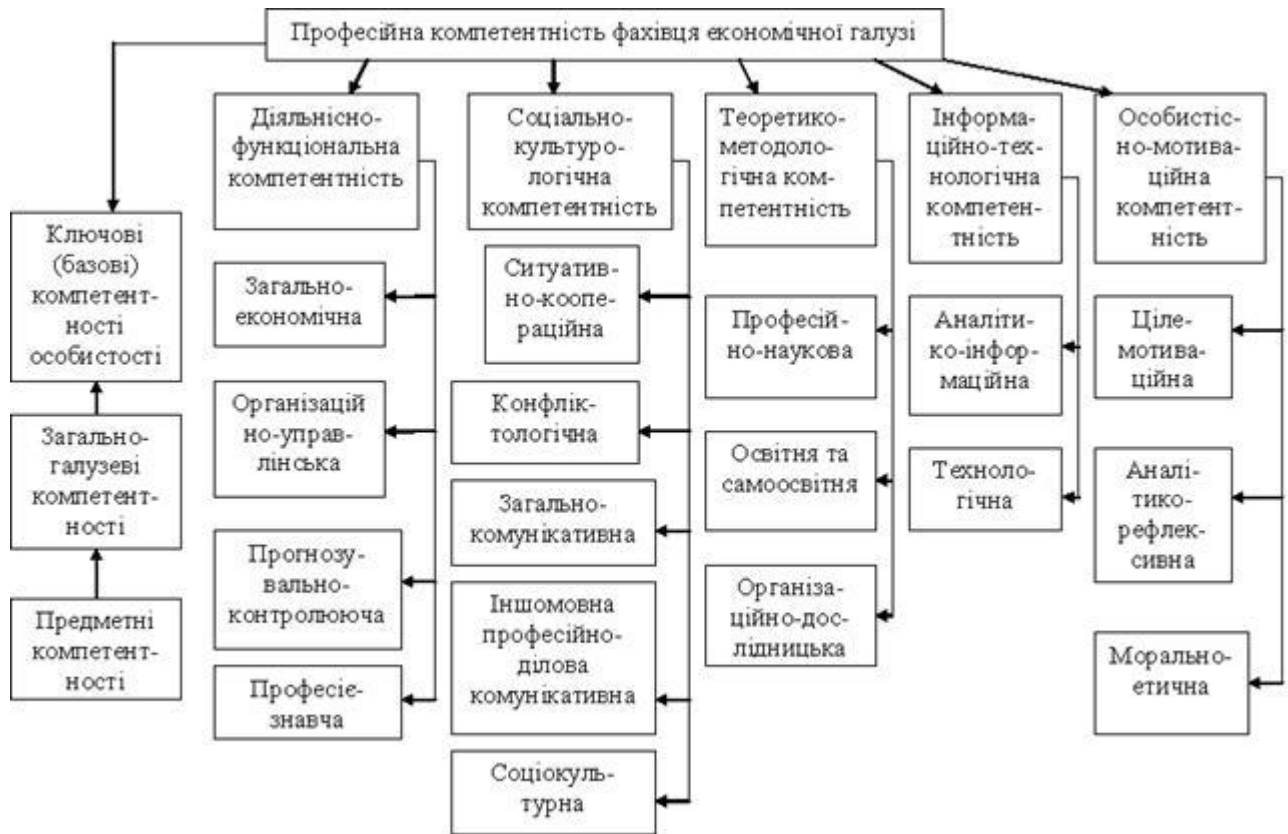 Професійна компетентність фахівця економічної галузі
Ключові
(базові)
компетент-
ності
особистості
Загально-
галузеві
компетент-
ності
Предметні
компетент-
ності
Діяльнісно-
функціональна
компетентність
Загально-
економічна
Організацій
но-управ-
лінська
Прогнозу-
вально-
контролююча
Професіє-
знавча
Соціально-
культуро-
логічна
компетентність
Ситуатив-
но-коопе-
раційна
Конфлік-
тологічна
Загально-
комунікативна
Іншомовна
професійно-
ділова
комунікативна
Соціокуль-
турна
Теоретико-
методоло-
гічна ком-
петентність
Професій-
но-наукова
Освітня та
самоосвітня
Організа-
ційно-дос-
лідницька
Інформа-
ційно-тех-
нологічна
компетен-
тність
Аналіти-
ко-інфор-
маційна
Техноло-
гічна
Особистіс-
но-мотива-
ційна
компетент-
ність
Ціле-
мотива-
ційна
Аналі-
тико-
рефлек-
сивна
Морально-
етична